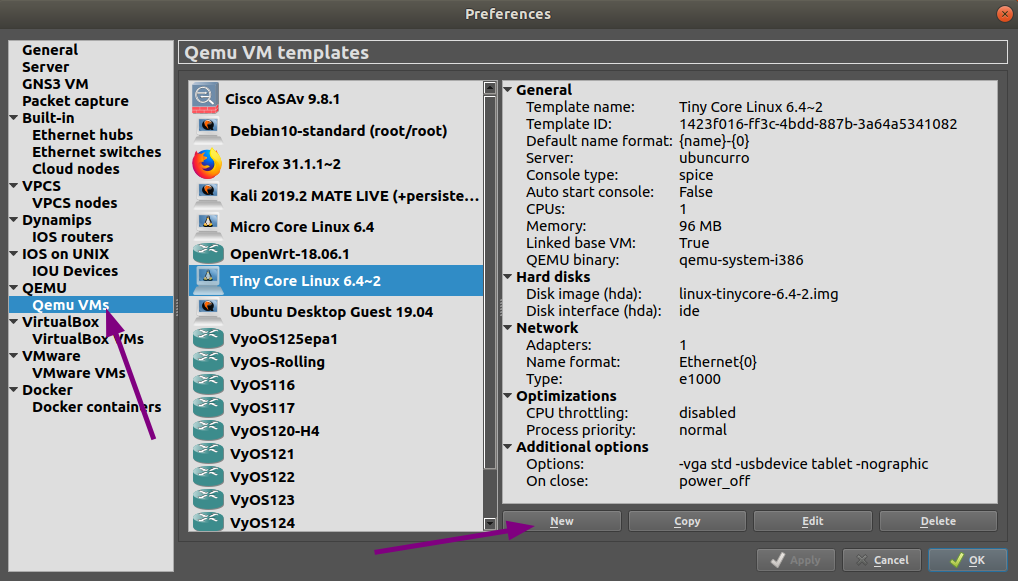 Preferences
General
Server
GNS3 VM
Packet capture
Built-in
Ethernet hubs
Ethernet switches
Cloud nodes
VPCS
VPCS nodes
Dynamips
IOS routers
IOS on UNIX
IOU Devices
QEMU
Qemu VMs
VirtualBox
VirtualBox VMs
VMware
VMware VMs
Docker
Docker containers
Qemu VM templates
Cisco ASAv 9.8.1
Debian10-standard (root/root)
Firefox 31.1.1~2
Kali 2019.2 MATE LIVE (+persiste...
Micro Core Linux 6.4
OpenWrt-18.06.1
Tiny Core Linux 6.4~2
Ubuntu Desktop Guest 19.04
VyoOS125epa1
VyOS-Rolling
VyOS116
VyOS117
VyOS120-H4
VyOS121
VyOS122
VyOS123
VyOS124
General
Template name: Tiny Core Linux 6.4~2
Template ID: 1423f016-ff3c-4bdd-887b-3a64a5341082
Default name format: {name}-{0}
Server: ubuncurro
Console type: spice
Auto start console: False
CPUs: 1
Memory: 96 MB
Linked base VM: True
QEMU binary: qemu-system-i386
Hard disks
Disk image (hda): linux-tinycore-6.4-2.img
Disk interface (hda): ide
Network
Adapters: 1
Name format: Ethernet{0}
Type: e1000
Optimizations
CPU throttling: disabled
Process priority: normal
Additional options
Options: -vga std -usbdevice tablet -nographic
On close: power_off
New Copy Edit Delete
Apply Cancel OK